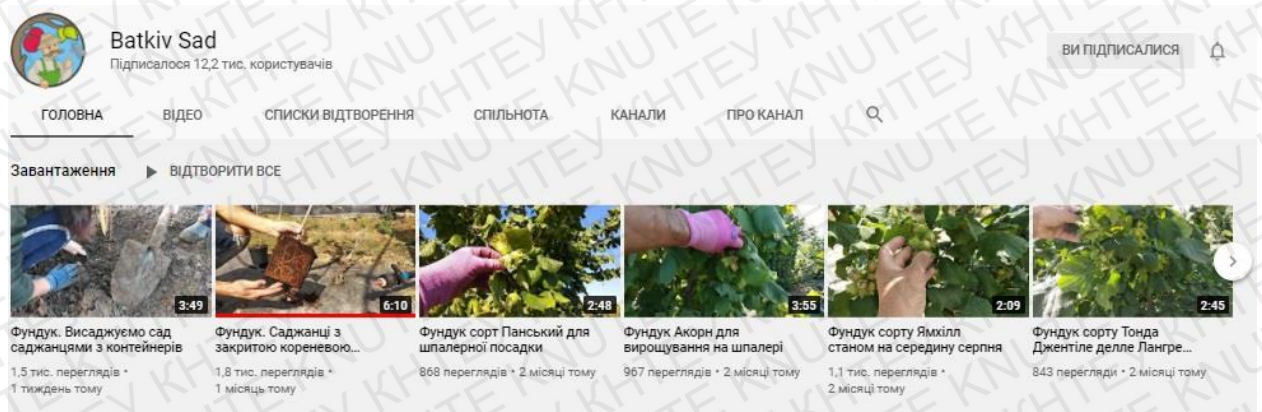 Batkiv Sad
Підписалося 12,2 тис. користувачів
ВИ ПІДПИСАЛИСЯ
ГОЛОВНА ВІДЕО СПИСКИ ВІДТВОРЕННЯ СПІЛЬНОТА КАНАЛИ ПРО КАНАЛ
Завантаження ВІДТВОРИТИ ВСЕ
3:49
Фундук. Висаджуємо сад
саджанцями з контейнерів
1,5 тис. переглядів •
1 тиждень тому
6:10
Фундук. Саджанці з
закритою кореневою...
1,8 тис. переглядів •
1 місяць тому
2:48
Фундук сорт Панський для
шпалерної посадки
868 переглядів • 2 місяці тому
3:55
Фундук Акорн для
вирощування на шпалері
967 переглядів • 2 місяці тому
2:09
Фундук сорту Ямхілл
станом на середину серпня
1,1 тис. переглядів •
2 місяці тому
2:45
Фундук сорту Тонда
Джентіле делле Лангре...
843 перегляди • 2 місяці тому
KNUTE КНТЕУ